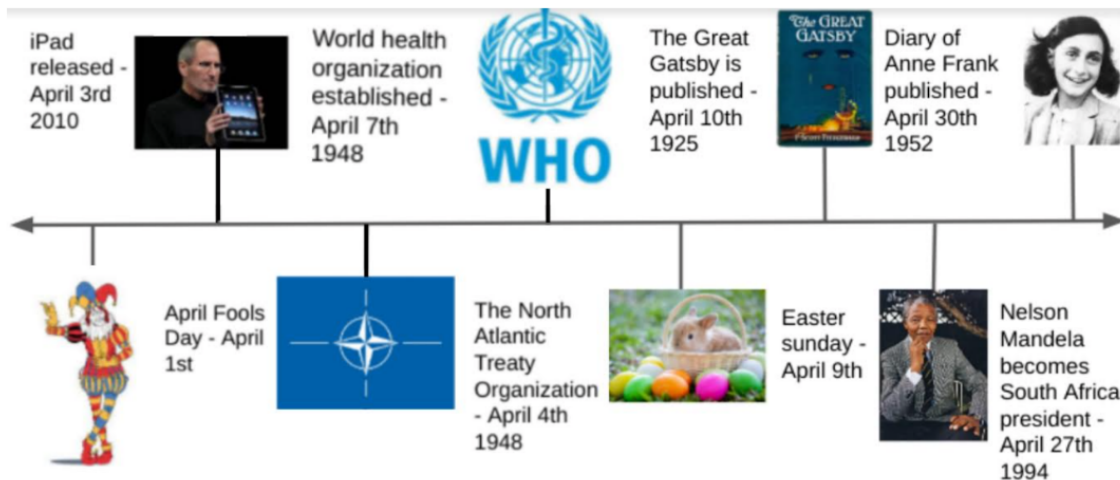 iPad
released -
April 3rd
2010
World health
organization
established -
April 7th
1948
WHO
The Great
Gatsby is
published -
April 10th
1925
The GREAT
GATSBY
F. SCOTT FITZGERALD
Diary of
Anne Frank
published -
April 30th
1952
April Fools
Day - April
1st
The North
Atlantic
Treaty
Organization
- April 4th
1948
Easter
sunday -
April 9th
Nelson
Mandela
becomes
South Africa
president -
April 27th
1994